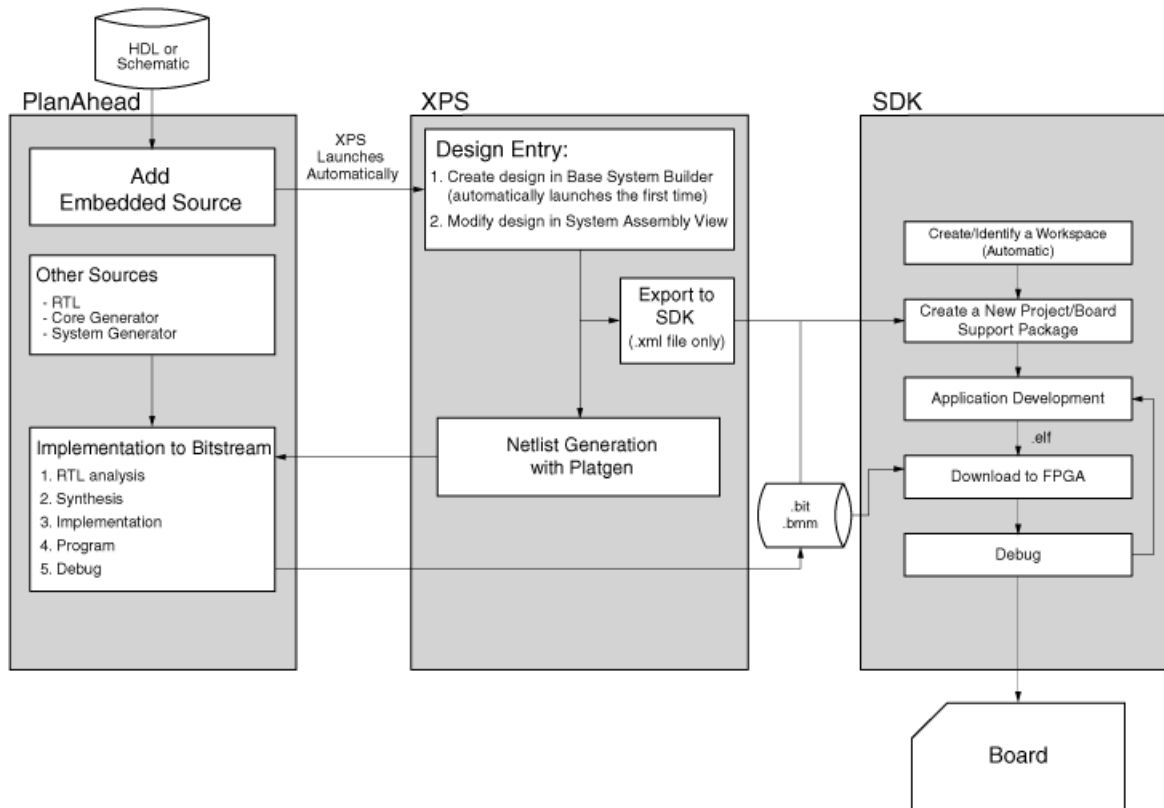 HDL or
Schematic
PlanAhead
Add
Embedded Source
Other Sources
- RTL
- Core Generator
- System Generator
Implementation to Bitstream
1. RTL analysis
2. Synthesis
3. Implementation
4. Program
5. Debug
XPS
Launches
Automatically
XPS
Design Entry:
1. Create design in Base System Builder
(automatically launches the first time)
2. Modify design in System Assembly View
Export to
SDK
(.xml file only)
Netlist Generation
with Platgen
.bit
.bmm
SDK
Create/Identify a Workspace
(Automatic)
Create a New Project/Board
Support Package
Application Development
.elf
Download to FPGA
Debug
Board